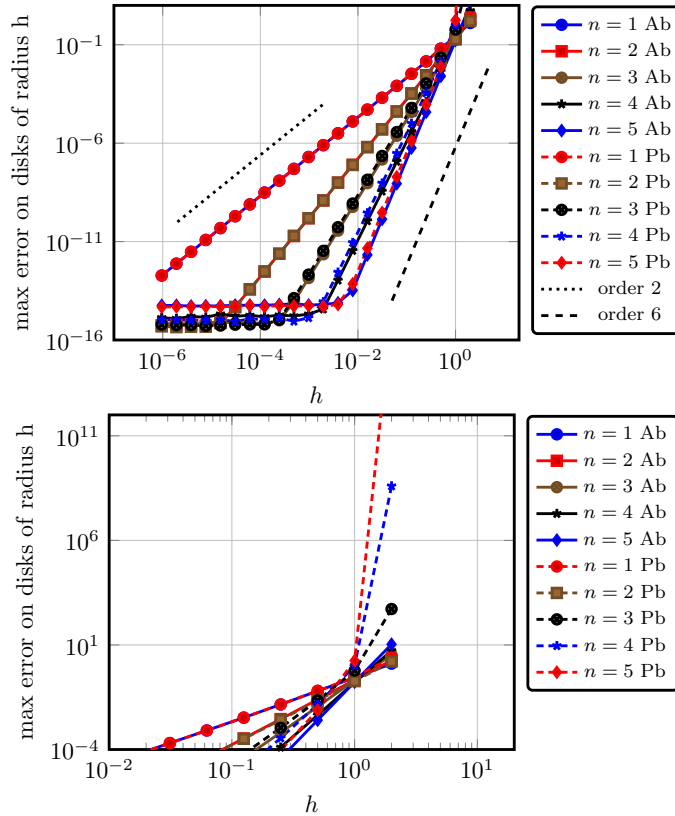 max error on disks of radius h
10^{-1}
10^{-6}
10^{-11}
10^{-16}
10^{-6}
10^{-4}
10^{-2}
10^{0}
h
n = 1 Ab
n = 2 Ab
n = 3 Ab
n = 4 Ab
n = 5 Ab
n = 1 Pb
n = 2 Pb
n = 3 Pb
n = 4 Pb
n = 5 Pb
order 2
order 6
max error on disks of radius h
10^{11}
10^{6}
10^{1}
10^{-4}
10^{-2}
10^{-1}
10^{0}
10^{1}
h
n = 1 Ab
n = 2 Ab
n = 3 Ab
n = 4 Ab
n = 5 Ab
n = 1 Pb
n = 2 Pb
n = 3 Pb
n = 4 Pb
n = 5 Pb